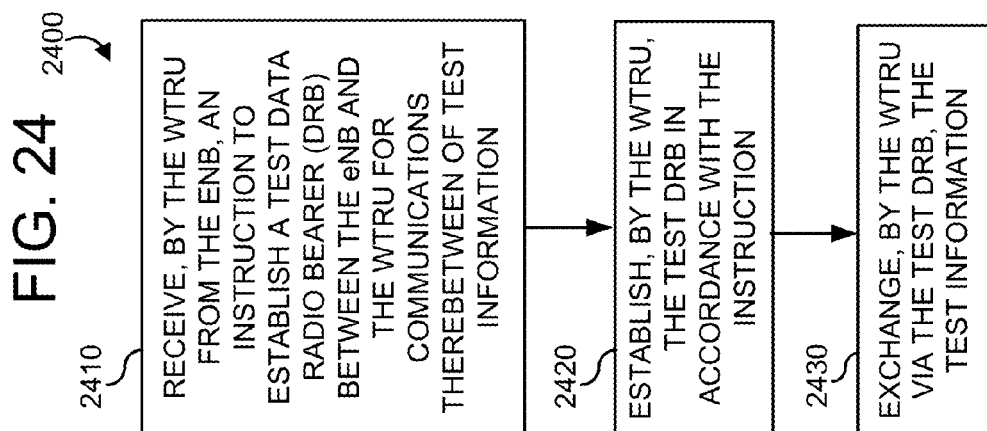 FIG. 24
2400
2410
RECEIVE, BY THE WTRU
FROM THE ENB, AN
INSTRUCTION TO
ESTABLISH A TEST DATA
RADIO BEARER (DRB)
BETWEEN THE eNB AND
THE WTRU FOR
COMMUNICATIONS
THEREBETWEEN OF TEST
INFORMATION
2420
ESTABLISH, BY THE WTRU,
THE TEST DRB IN
ACCORDANCE WITH THE
INSTRUCTION
2430
EXCHANGE, BY THE WTRU
VIA THE TEST DRB, THE
TEST INFORMATION